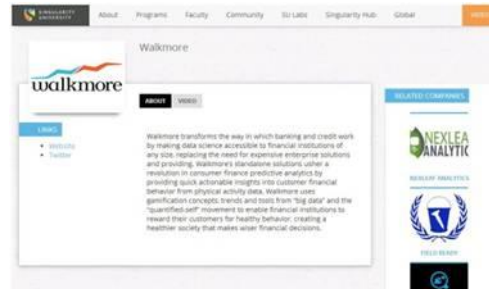 SINGULARITY
UNIVERSITY
About Programs Faculty Community SU Labs Singularity Hub Global
Walkmore
walkmore
ABOUT VIDEO
RELATED COMPANIES
LINKS
Website
Twitter
Walkmore transforms the way in which banking and credit work
by making data science accessible to financial institutions of
any size, replacing the need for expensive enterprise solutions
and providing. Walkmore's standalone solutions usher a
revolution in consumer finance predictive analytics by
providing quick actionable insights into customer financial
behavior from physical activity data. Walkmore uses
gamification concepts, trends and tools from "big data" and the
"quantified-self" movement to enable financial institutions to
reward their customers for healthy behavior, creating a
healthier society that makes wiser financial decisions.
NEXLEA
ANALYTIC
NEXLEAF ANALYTICS
FIELD READY